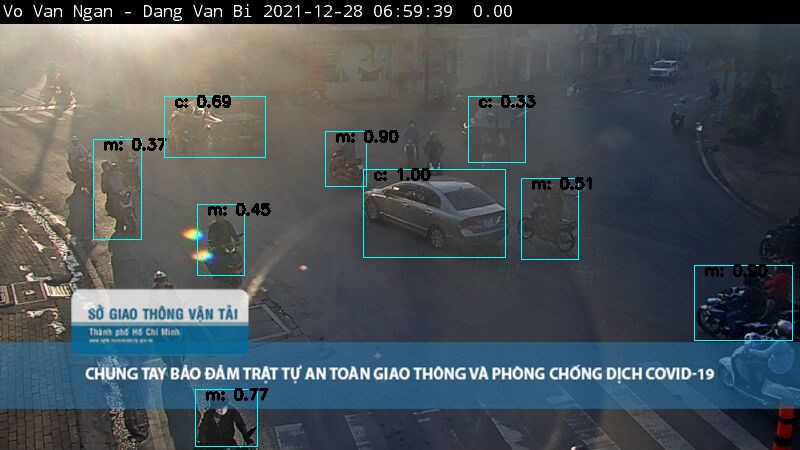 Vo Van Ngan - Dang Van Bi 2021-12-28 06:59:39 0.00
c: 0.69
c: 0.33
m: 0.37
m: 0.90
c: 1.00
m: 0.51
m: 0.45
m: 0.90
SỞ GIAO THÔNG VẬN TẢI
Thành phố Hồ Chí Minh
CHUNG TAY BẢO ĐẢM TRẬT TỰ AN TOÀN GIAO THÔNG VÀ PHÒNG CHỐNG DỊCH COVID-19
m: 0.77